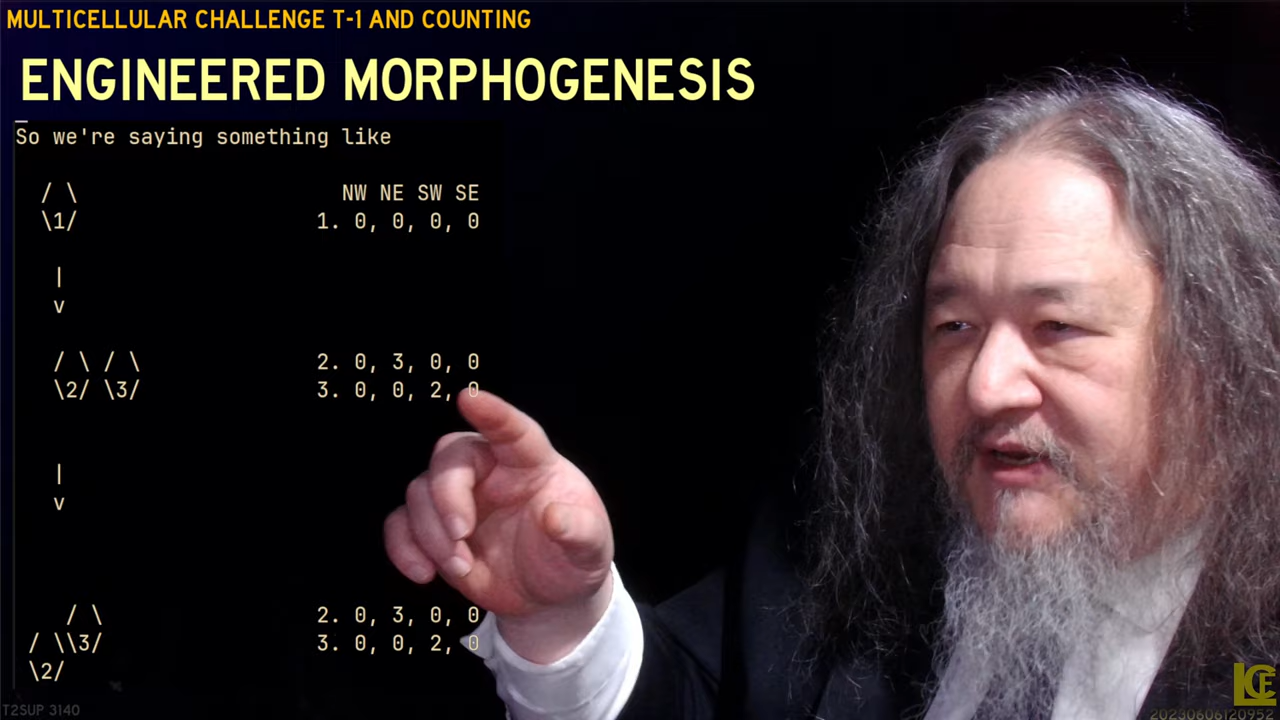 MULTICELLULAR CHALLENGE T-1 AND COUNTING
ENGINEERED MORPHOGENESIS
So we're saying something like
/ \ NW NE SW SE
\1/ 1. 0, 0, 0, 0
|
v
/ \ / \ 2. 0, 3, 0, 0
\2/ \3/ 3. 0, 0, 2, 0
|
v
/ \ 2. 0, 3, 0, 0
/ \\3/ 3. 0, 0, 2, 0
\2/
T2SUP 3140
LCF
20230606120952